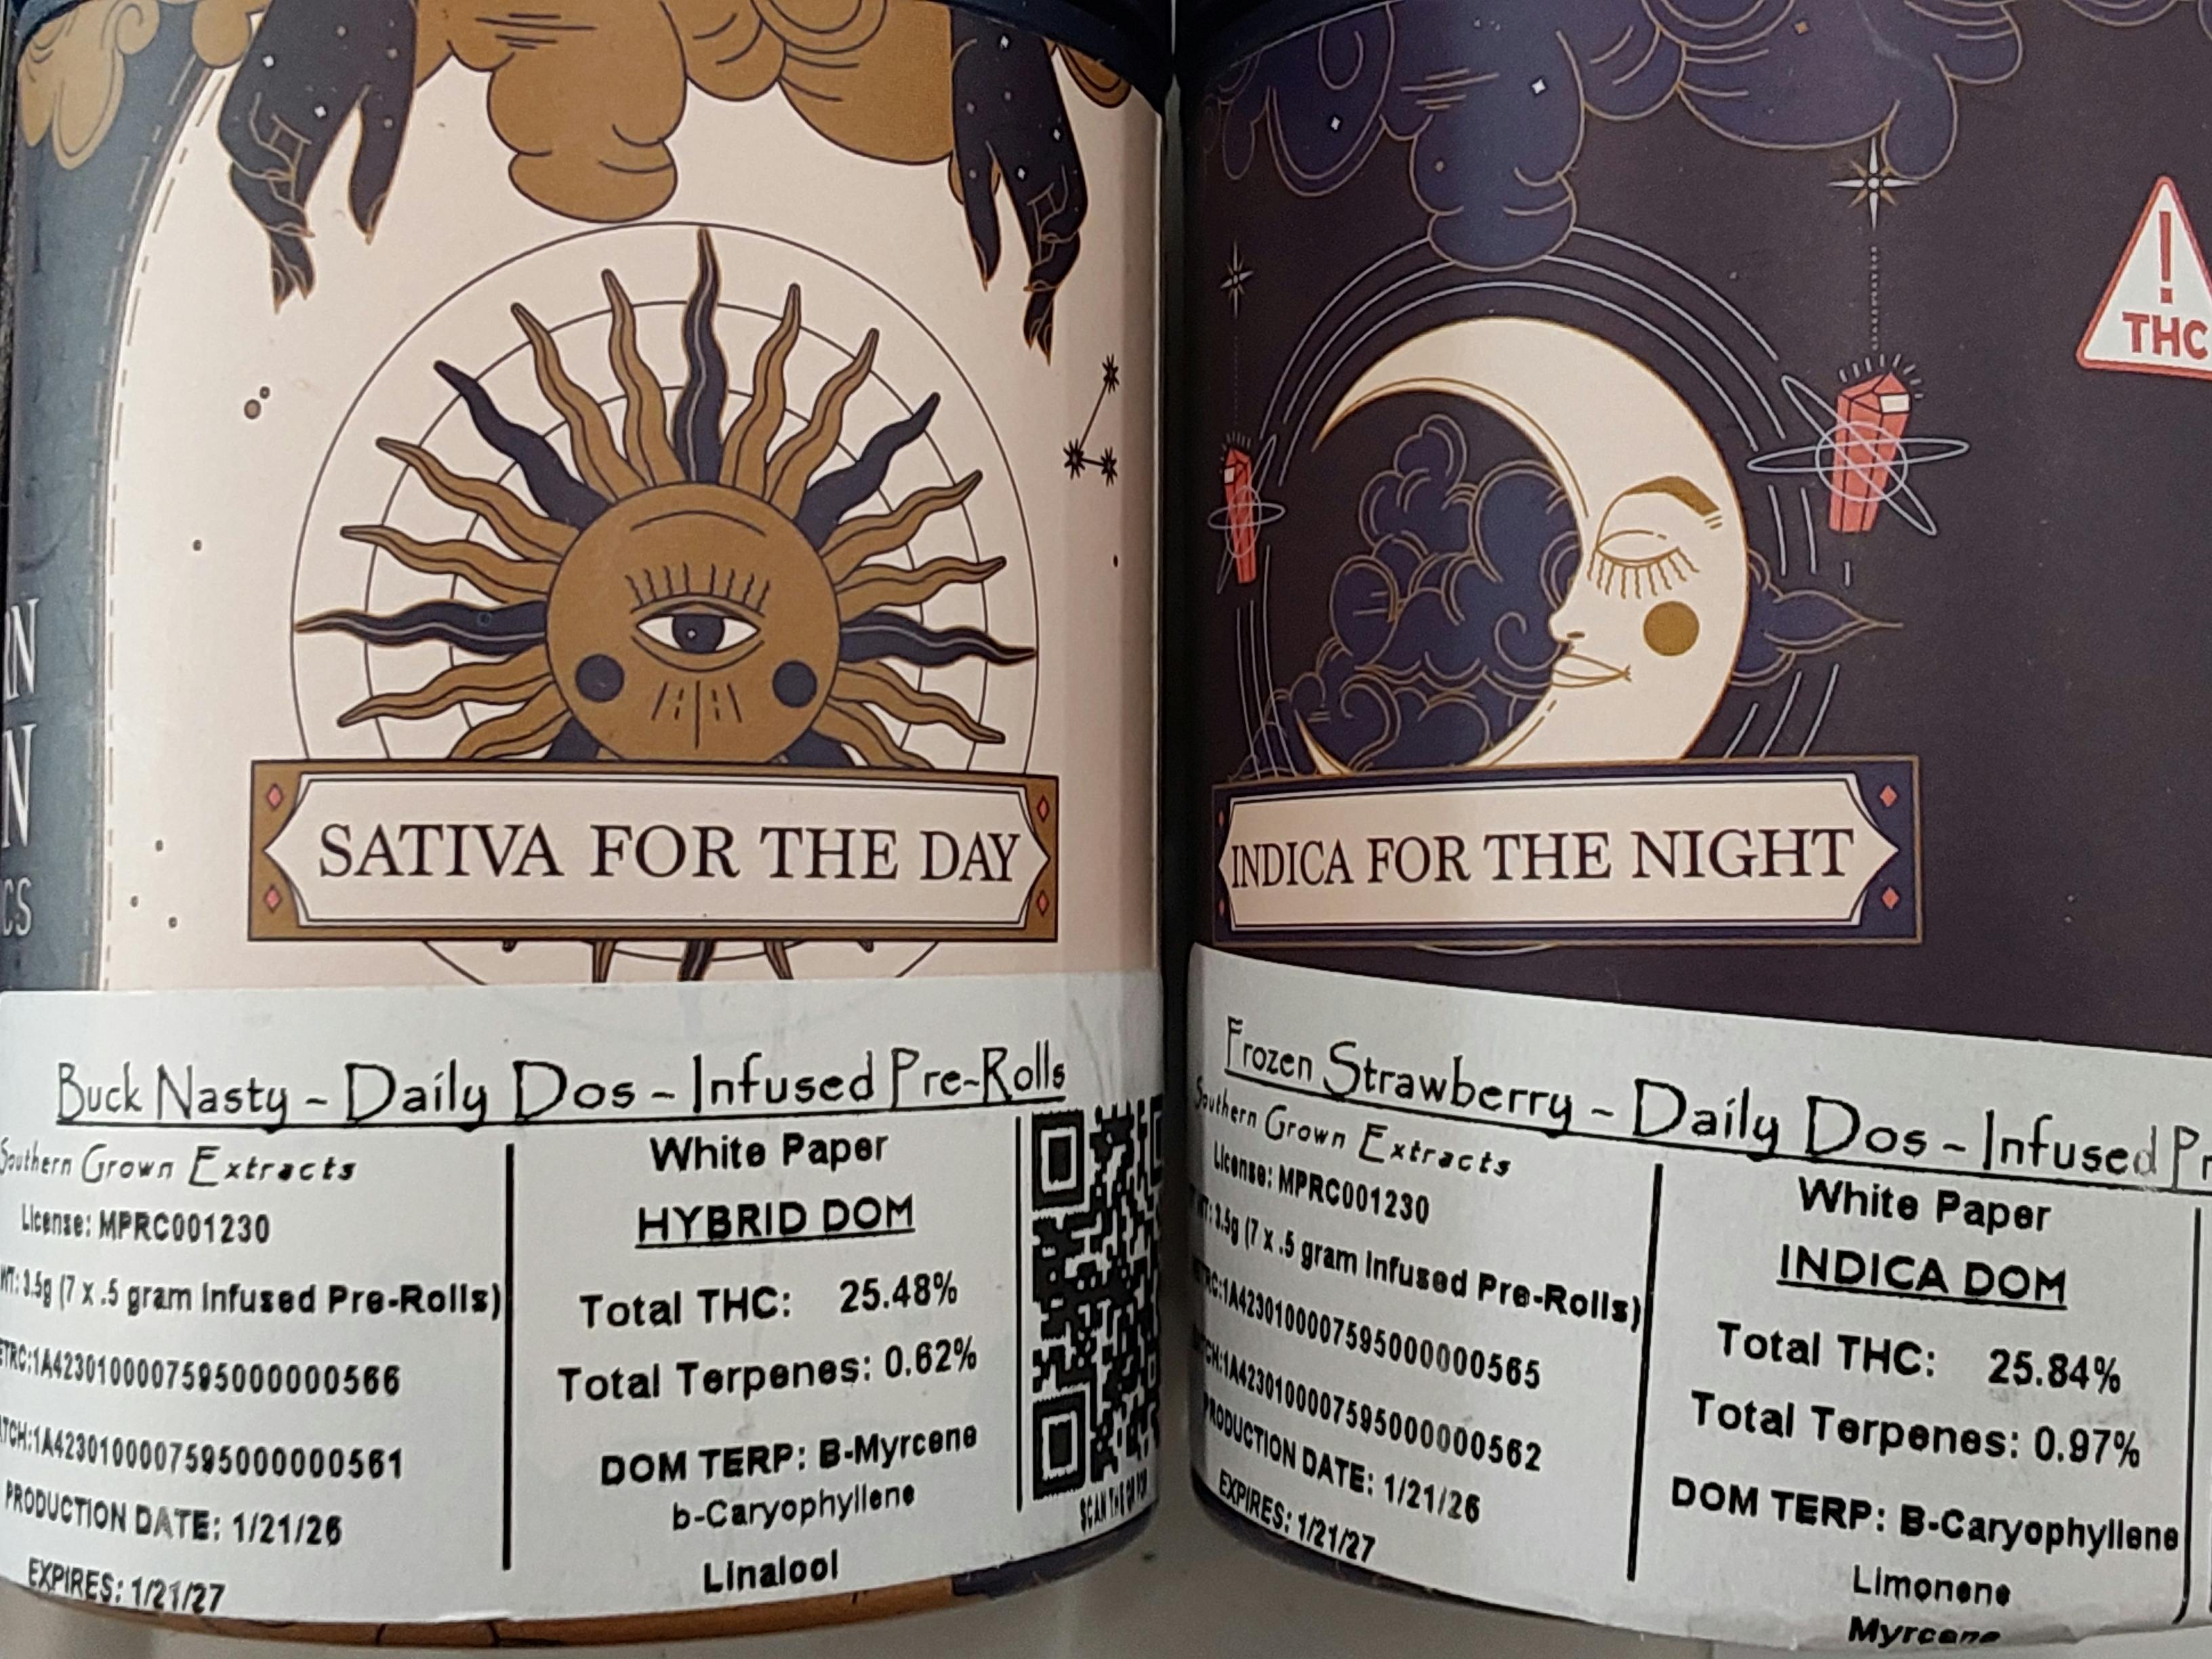 SATIVA FOR THE DAY
Buck Nasty ~ Daily Dos ~ Infused Pre-Rolls
Southern Grown Extracts
License: MPRC001230
WT: 3.5g (7 x .5 gram Infused Pre-Rolls)
:1A4230100007595000000566
:1A4230100007595000000561
PRODUCTION DATE: 1/21/26
EXPIRES: 1/21/27
White Paper
HYBRID DOM
Total THC: 25.48%
Total Terpenes: 0.62%
DOM TERP: B-Myrcene
b-Caryophyllene
Linalool
THC
INDICA FOR THE NIGHT
Frozen Strawberry ~ Daily Dos ~ Infused
Southern Grown Extracts
License: MPRC001230
3.5g (7 x .5 gram Infused Pre-Rolls)
:1A4230100007595000000565
:1A4230100007595000000562
PRODUCTION DATE: 1/21/26
EXPIRES: 1/21/27
White Paper
INDICA DOM
Total THC: 25.84%
Total Terpenes: 0.97%
DOM TERP: B-Caryophyllene
Limonene
Myrcene